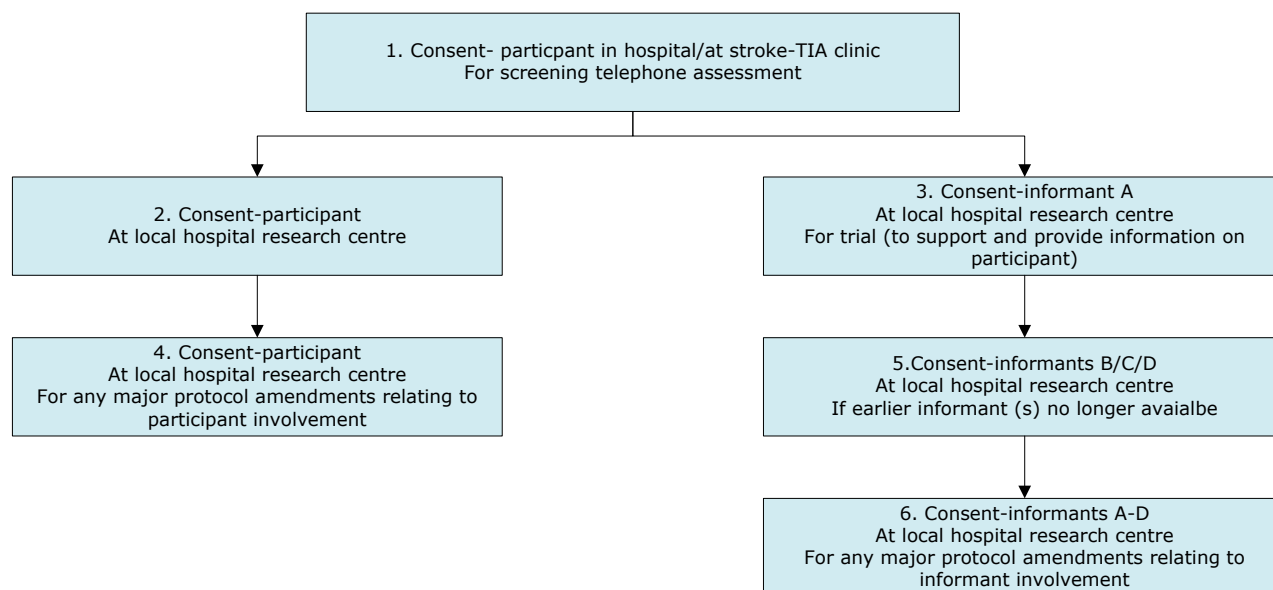 1. Consent- particpant in hospital/at stroke-TIA clinic
For screening telephone assessment
2. Consent-participant
At local hospital research centre
3. Consent-informant A
At local hospital research centre
For trial (to support and provide information on
participant)
4. Consent-participant
At local hospital research centre
For any major protocol amendments relating to
participant involvement
5.Consent-informants B/C/D
At local hospital research centre
If earlier informant (s) no longer avaialbe
6. Consent-informants A-D
At local hospital research centre
For any major protocol amendments relating to
informant involvement